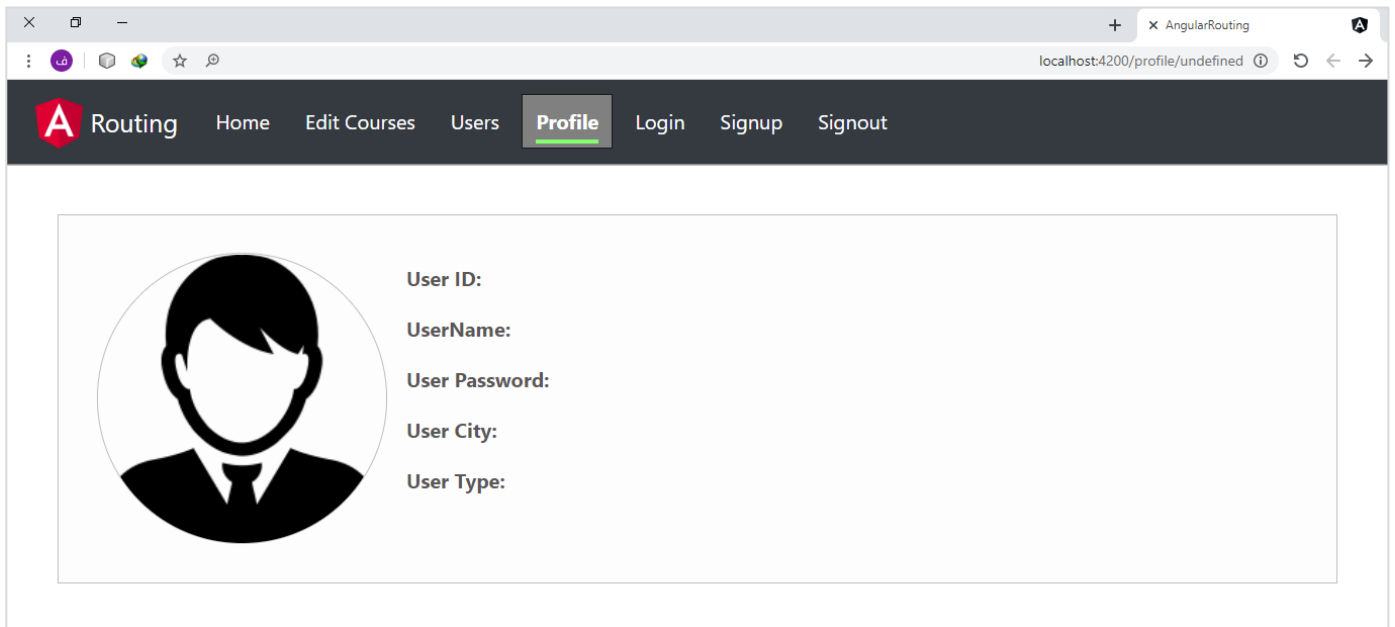 AngularRouting
localhost:4200/profile/undefined
ف
A Routing Home Edit Courses Users Profile Login Signup Signout
User ID:
UserName:
User Password:
User City:
User Type: